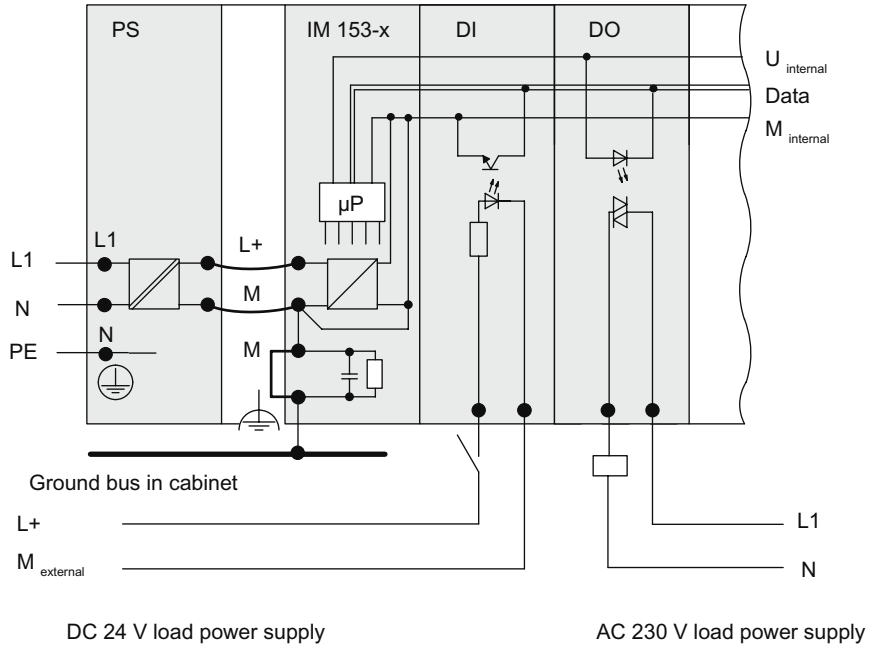 PS
IM 153-x
DI
DO
U internal
Data
M internal
µP
L1
L+
L1
M
N
N
M
PE
Ground bus in cabinet
L+
L1
M external
N
DC 24 V load power supply
AC 230 V load power supply